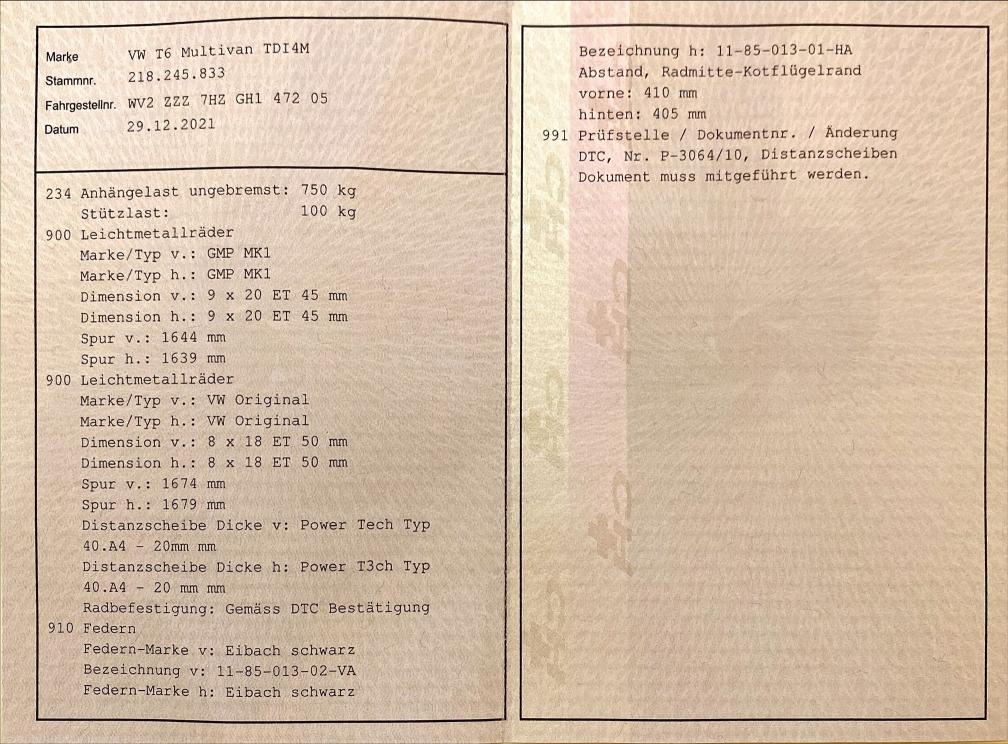 Marke VW T6 Multivan TDI4M
Stammnr. 218.245.833
Fahrgestellnr. WV2 ZZZ 7HZ GH1 472 05
Datum 29.12.2021
234 Anhängelast ungebremst: 750 kg
Stützlast: 100 kg
900 Leichtmetallräder
Marke/Typ v.: GMP MK1
Marke/Typ h.: GMP MK1
Dimension v.: 9 x 20 ET 45 mm
Dimension h.: 9 x 20 ET 45 mm
Spur v.: 1644 mm
Spur h.: 1639 mm
900 Leichtmetallräder
Marke/Typ v.: VW Original
Marke/Typ h.: VW Original
Dimension v.: 8 x 18 ET 50 mm
Dimension h.: 8 x 18 ET 50 mm
Spur v.: 1674 mm
Spur h.: 1679 mm
Distanzscheibe Dicke v: Power Tech Typ
40.A4 - 20mm mm
Distanzscheibe Dicke h: Power T3ch Typ
40.A4 - 20 mm mm
Radbefestigung: Gemäss DTC Bestätigung
910 Federn
Federn-Marke v: Eibach schwarz
Bezeichnung v: 11-85-013-02-VA
Federn-Marke h: Eibach schwarz
Bezeichnung h: 11-85-013-01-HA
Abstand, Radmitte-Kotflügelrand
vorne: 410 mm
hinten: 405 mm
991 Prüfstelle / Dokumentnr. / Änderung
DTC, Nr. P-3064/10, Distanzscheiben
Dokument muss mitgeführt werden.
CH
CH
CH
CH
CH